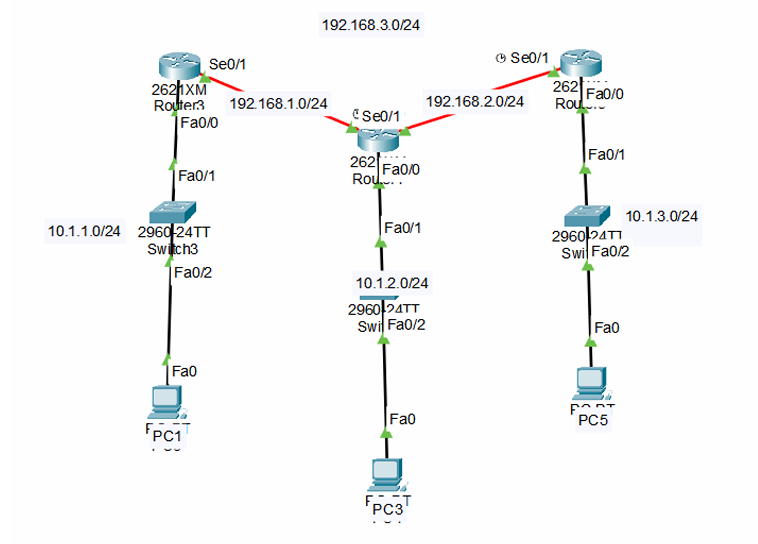 192.168.3.0/24
Se0/1
Se0/1
2621XM
Router3
192.168.1.0/24
192.168.2.0/24
Fa0/0
Fa0/0
Se0/1
Fa0/0
Fa0/1
Fa0/1
10.1.1.0/24
2960-24TT
Switch3
10.1.3.0/24
2960-24TT
Fa0/1
Fa0/2
Fa0/2
10.1.2.0/24
2960-24TT
Fa0/2
Fa0
Fa0
PC1
Fa0
PC5
PC3